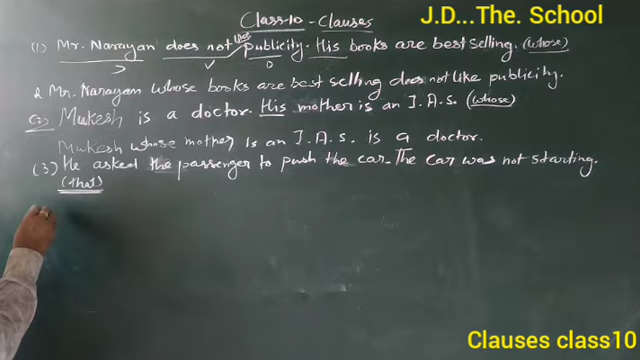 Class-10 - Clauses
J.D...The. School
(1) Mr. Narayan does not like publicity. His books are best selling. (whose)
S V O
2 Mr. Narayan whose books are best selling does not like publicity.
(2) Mukesh is a doctor. His mother is an I.A.S. (whose)
Mukesh whose mother is an I.A.S. is a doctor.
(3) He asked the passenger to push the car. The car was not starting.
(that)
Clauses class10